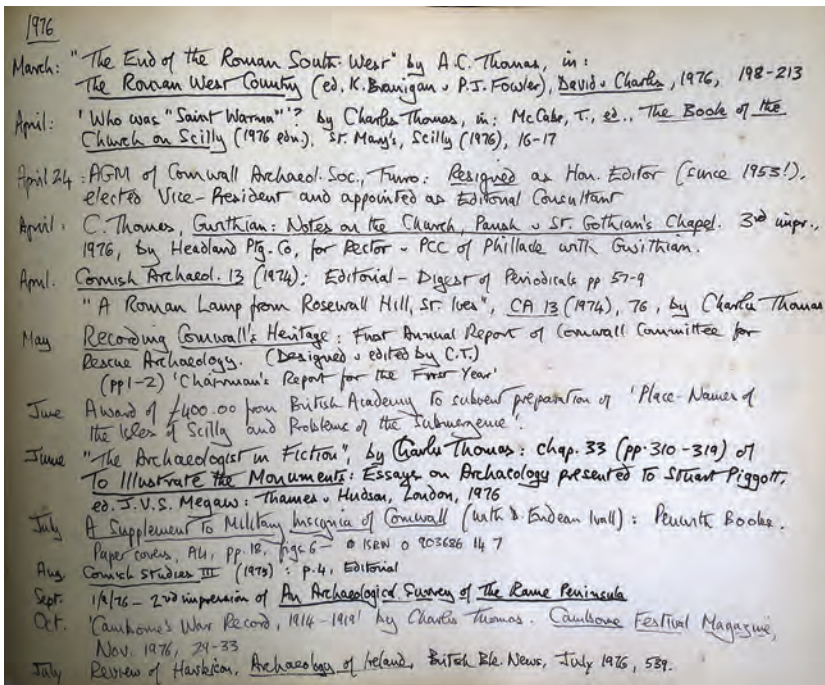 1976
March: "The End of the Roman South-West" by A.C. Thomas, in:
The Roman West Country (ed. K. Branigan & P.J. Fowler), David & Charles, 1976, 198-213
April: 'Who was "Saint Warna"'? by Charles Thomas, in: McCabe, T., ed., The Book of the
Church on Scilly (1976 edn), St. Mary's, Scilly (1976), 16-17
April 24: AGM of Cornwall Archaeol. Soc., Truro: Resigned as Hon. Editor (since 1953!),
elected Vice-President and appointed as Editorial Consultant
April. C. Thomas, Gwithian: Notes on the Church, Parish & St. Gothian's Chapel. 3rd impr.,
1976, by Headland Ptg. Co, for Rector & PCC of Phillack with Gwithian.
April. Cornish Archaeol. 13 (1974): Editorial - Digest of Periodicals pp 57-9
"A Roman Lamp from Rosewall Hill, St. Ives", CA 13 (1974), 76, by Charles Thomas
May Recording Cornwall's Heritage: First Annual Report of Cornwall Committee for
Rescue Archaeology. (Designed & edited by C.T.)
(pp 1-2) 'Chairman's Report for the First Year'
June Award of £400.00 from British Academy to subvent preparation of 'Place-Names of
the Isles of Scilly and Problems of the Submergence'.
June "The Archaeologist in Fiction", by Charles Thomas: chap. 33 (pp. 310-319) of
To Illustrate the Monuments: Essays on Archaeology presented to Stuart Piggott,
ed. J.V.S. Megaw: Thames & Hudson, London, 1976
July A Supplement to Military Insignia of Cornwall (with D. Endean Ivall): Penwith Books.
Paper covers, A4, pp. 18, figs 6 - ISBN 0 903686 14 7
Aug. Cornish Studies III (1975): p.4, Editorial
Sept. 1/9/76 - 2nd impression of An Archaeological Survey of The Rame Peninsula
Oct. 'Camborne's War Record, 1914-1919' by Charles Thomas. Camborne Festival Magazine,
Nov. 1976, 29-33
July Review of Harbison, Archaeology of Ireland, British Bk. News, July 1976, 539.